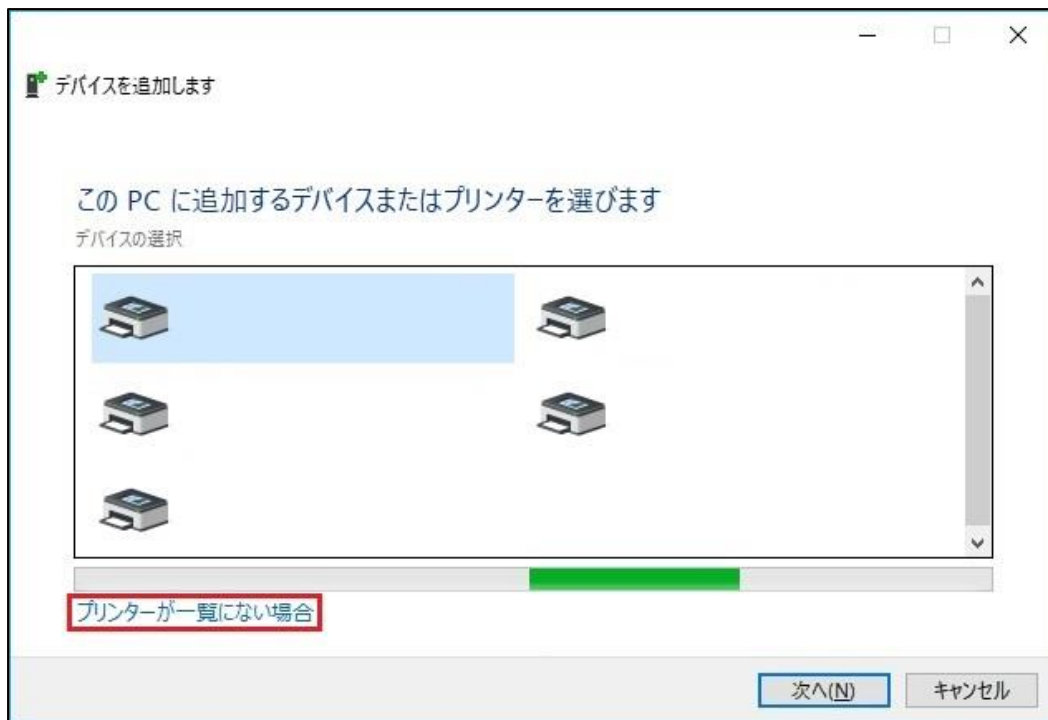 デバイスを追加します
この PC に追加するデバイスまたはプリンターを選びます
デバイスの選択
プリンターが一覧にない場合
次へ(N)
キャンセル